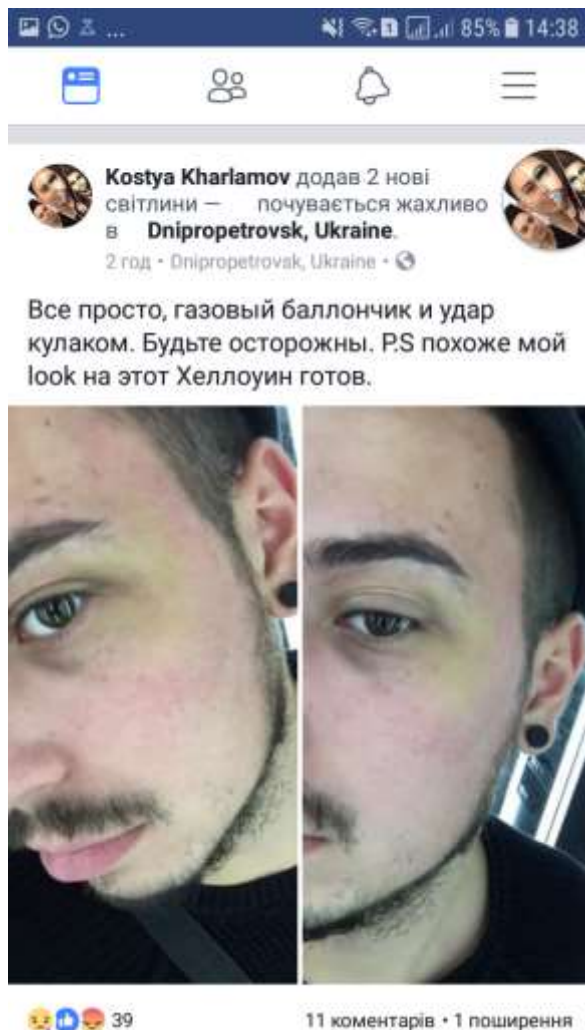 ... 85% 14:38
Kostya Kharlamov додав 2 нові
світлини — почувається жахливо
в Dnipropetrovsk, Ukraine.
2 год • Dnipropetrovsk, Ukraine •
Все просто, газовый баллончик и удар
кулаком. Будьте осторожны. P.S похоже мой
look на этот Хеллоуин готов.
39 11 коментарів • 1 поширення